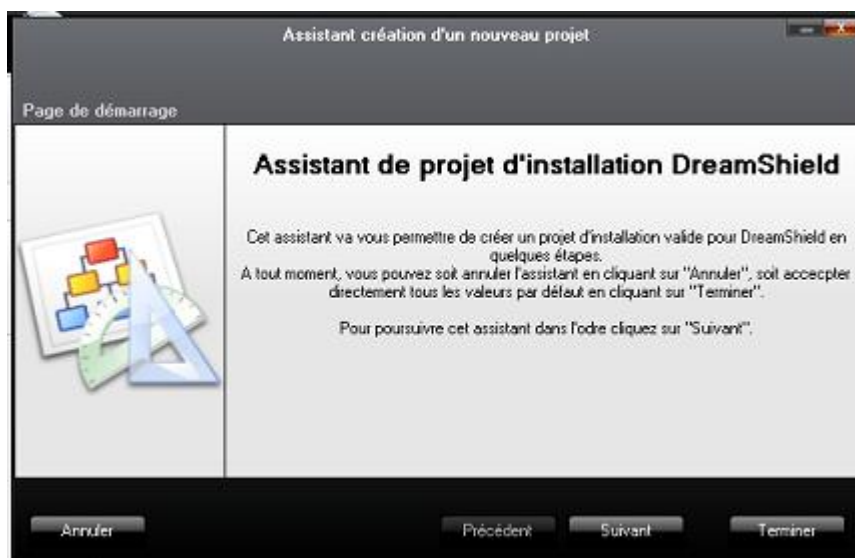 Assistant création d'un nouveau projet
Page de démarrage
Assistant de projet d'installation DreamShield
Cet assistant va vous permettre de créer un projet d'installation valide pour DreamShield en
quelques étapes.
A tout moment, vous pouvez soit annuler l'assistant en cliquant sur "Annuler", soit accecpter
directement tous les valeurs par défaut en cliquant sur "Terminer".
Pour poursuivre cet assistant dans l'odre cliquez sur "Suivant".
Annuler
Précédent
Suivant
Terminer